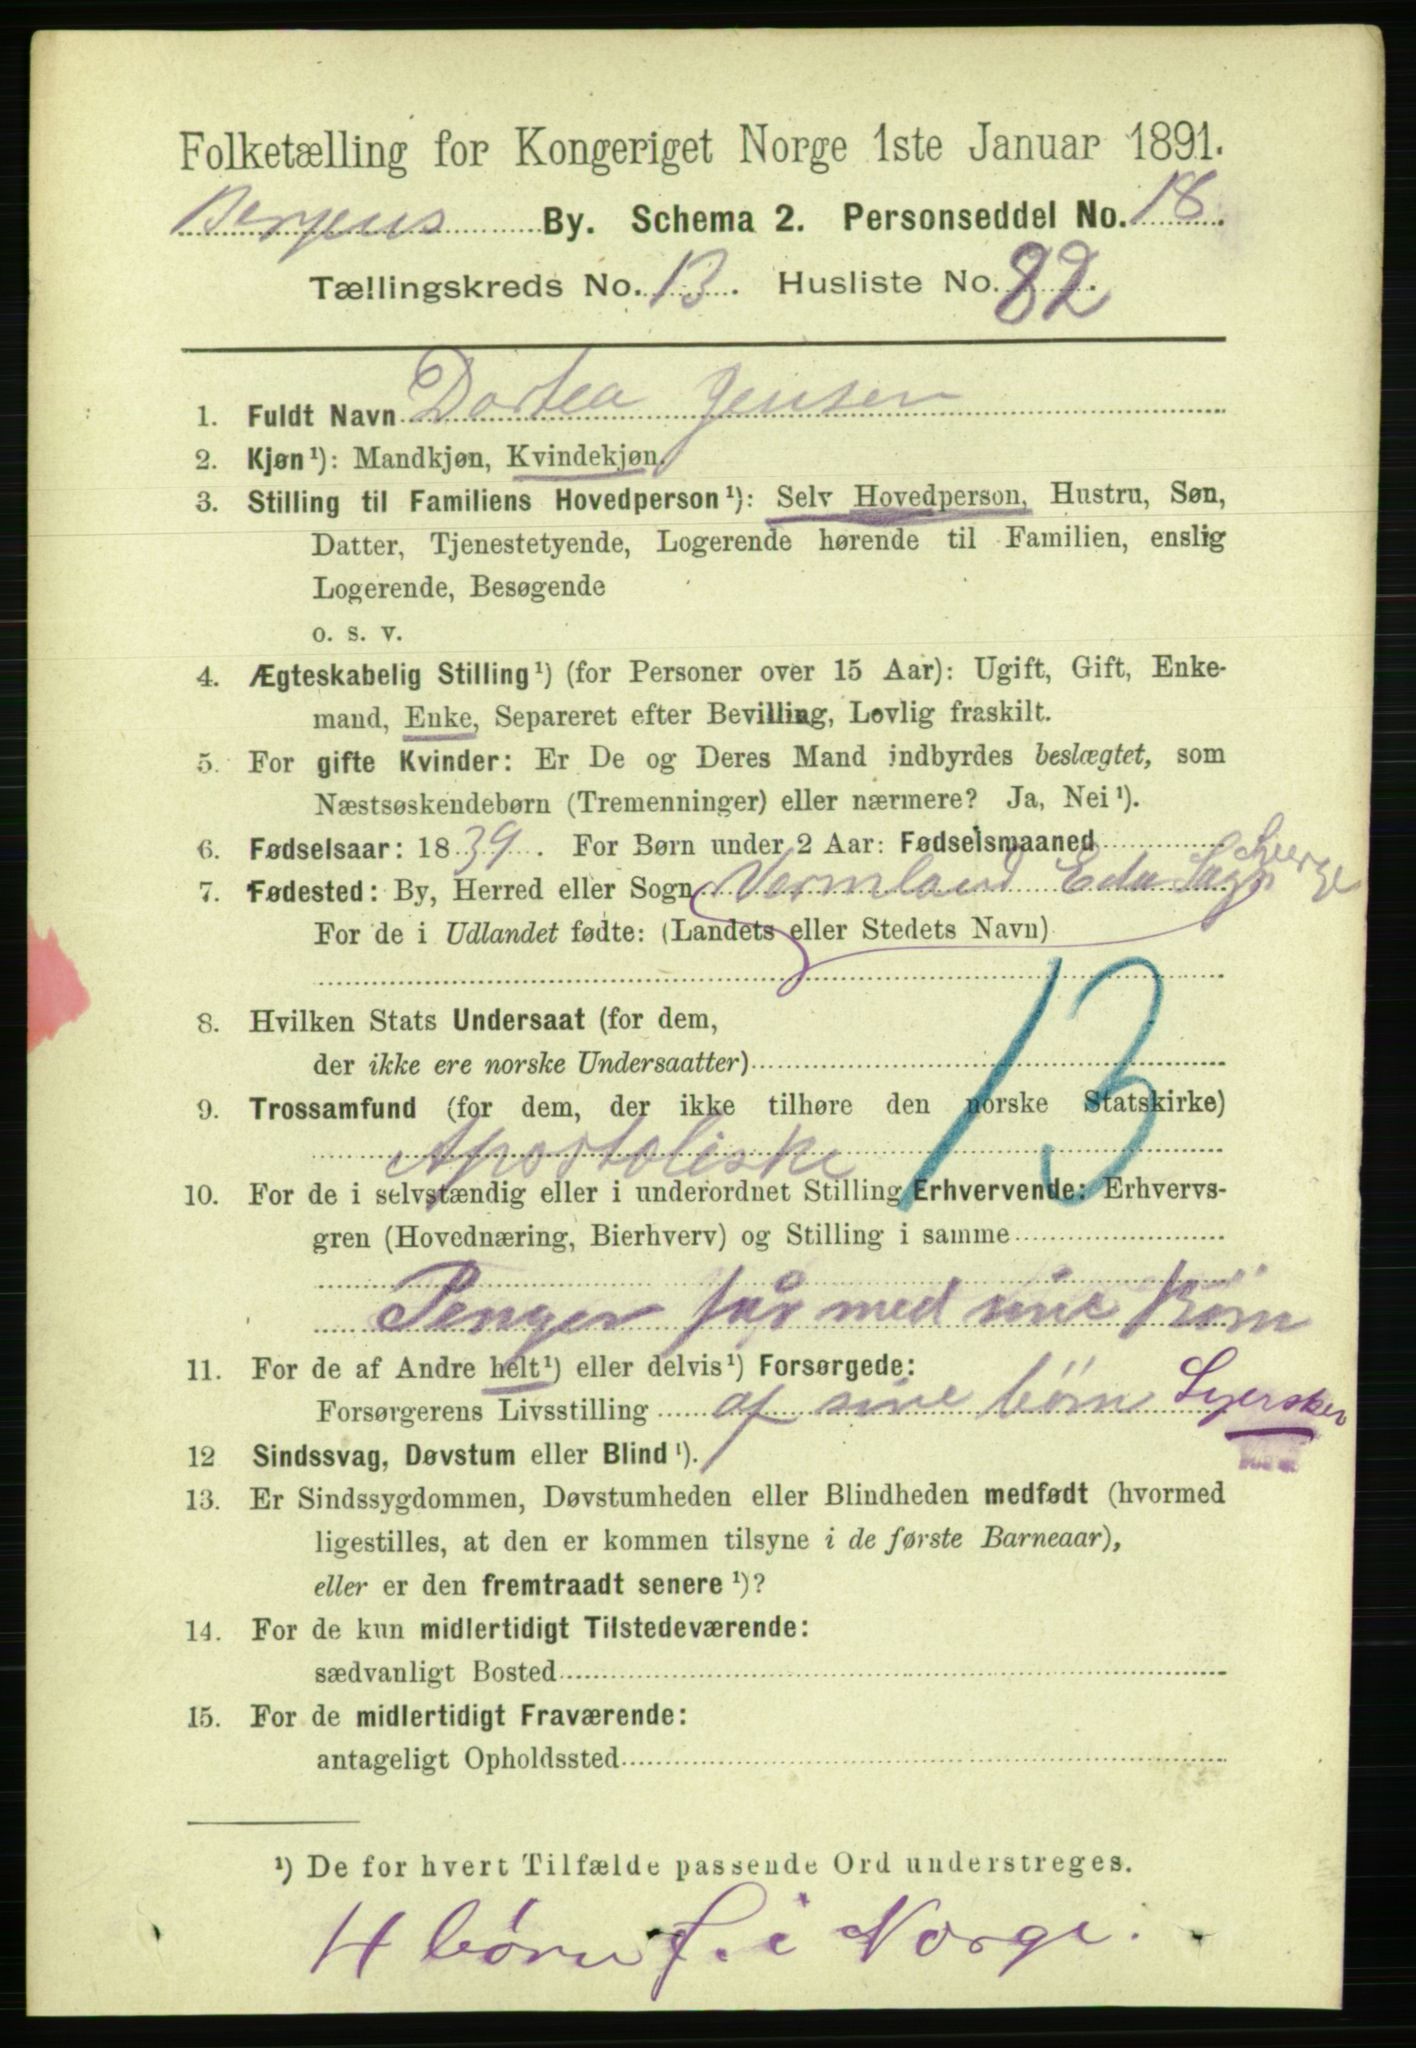 Folketælling for Kongeriget Norge 1ste Januar 1891.
Bergens By. Schema 2. Personseddel No. 18.
Tællingskreds No. 13. Husliste No. 82.
1. Fuldt Navn Dortea Jensen
2. Kjøn¹): Mandkjøn, Kvindekjøn.
3. Stilling til Familiens Hovedperson¹): Selv Hovedperson, Hustru, Søn,
Datter, Tjenestetyende, Logerende hørende til Familien, enslig
Logerende, Besøgende
o. s. v.
4. Ægteskabelig Stilling¹) (for Personer over 15 Aar): Ugift, Gift, Enke-
mand, Enke, Separeret efter Bevilling, Lovlig fraskilt.
5. For gifte Kvinder: Er De og Deres Mand indbyrdes beslægtet, som
Næstsøskendebørn (Tremenninger) eller nærmere? Ja, Nei¹).
6. Fødselsaar: 1839. For Børn under 2 Aar: Fødselsmaaned
7. Fødested: By, Herred eller Sogn Vermland Eda
For de i Udlandet fødte: (Landets eller Stedets Navn)
8. Hvilken Stats Undersaat (for dem,
der ikke ere norske Undersaatter)
13
9. Trossamfund (for dem, der ikke tilhøre den norske Statskirke)
Apostoliske
10. For de i selvstændig eller i underordnet Stilling Erhvervende: Erhvervs-
gren (Hovednæring, Bierhverv) og Stilling i samme
Penger får med sine Børn
11. For de af Andre helt¹) eller delvis¹) Forsørgede:
Forsørgerens Livsstilling af sine børn Syersker
12 Sindssvag, Døvstum eller Blind¹).
13. Er Sindssygdommen, Døvstumheden eller Blindheden medfødt (hvormed
ligestilles, at den er kommen tilsyne i de første Barneaar),
eller er den fremtraadt senere¹)?
14. For de kun midlertidigt Tilstedeværende:
sædvanligt Bosted
15. For de midlertidigt Fraværende:
antageligt Opholdssted
¹) De for hvert Tilfælde passende Ord understreges.
4 børn f. i Norge.